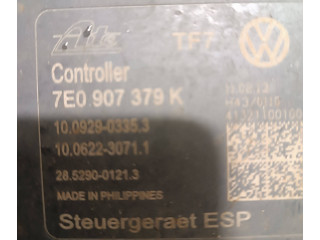 Ate TF7
Controller
7E0 907 379 K
10.0929-0335.3
10.0622-3071.1
28.5290-0121.3
MADE IN PHILIPPINES
Steuergeraet ESP